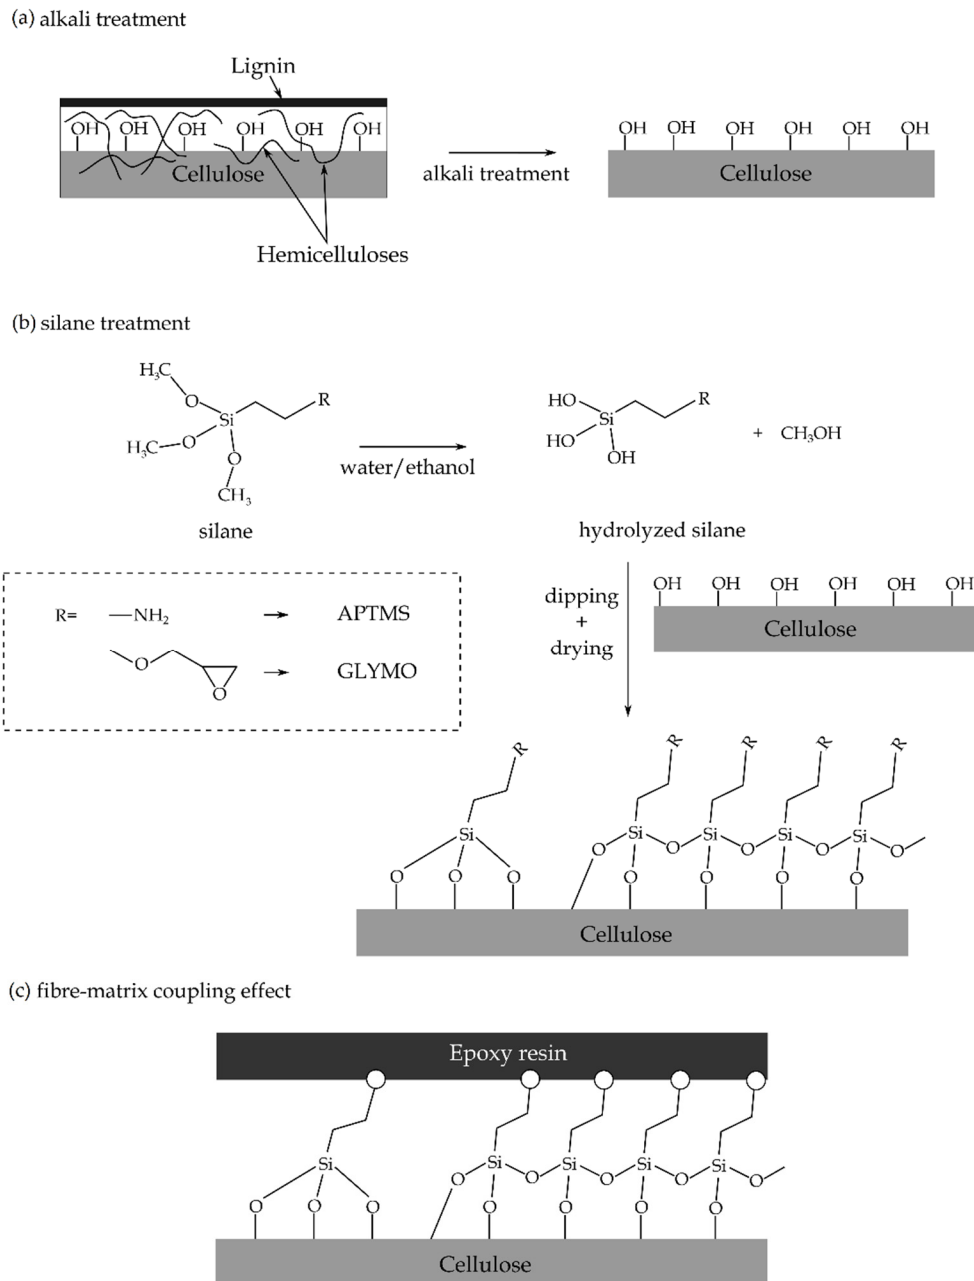 (a) alkali treatment
Lignin
OH OH OH OH OH OH
Cellulose
Hemicelluloses
alkali treatment
OH OH OH OH OH OH
Cellulose
(b) silane treatment
H₃C
O
Si
R
H₃C
O
O
CH₃
silane
water/ethanol
HO
Si
R
HO
OH
+ CH₃OH
hydrolyzed silane
R= —NH₂ → APTMS
O
O
→ GLYMO
dipping
+
drying
OH OH OH OH OH OH
Cellulose
R R R R R
Si Si Si Si Si
O O O O O
O O O O O O
Cellulose
(c) fibre-matrix coupling effect
Epoxy resin
Si Si Si Si Si
O O O O O
O O O O O O
Cellulose